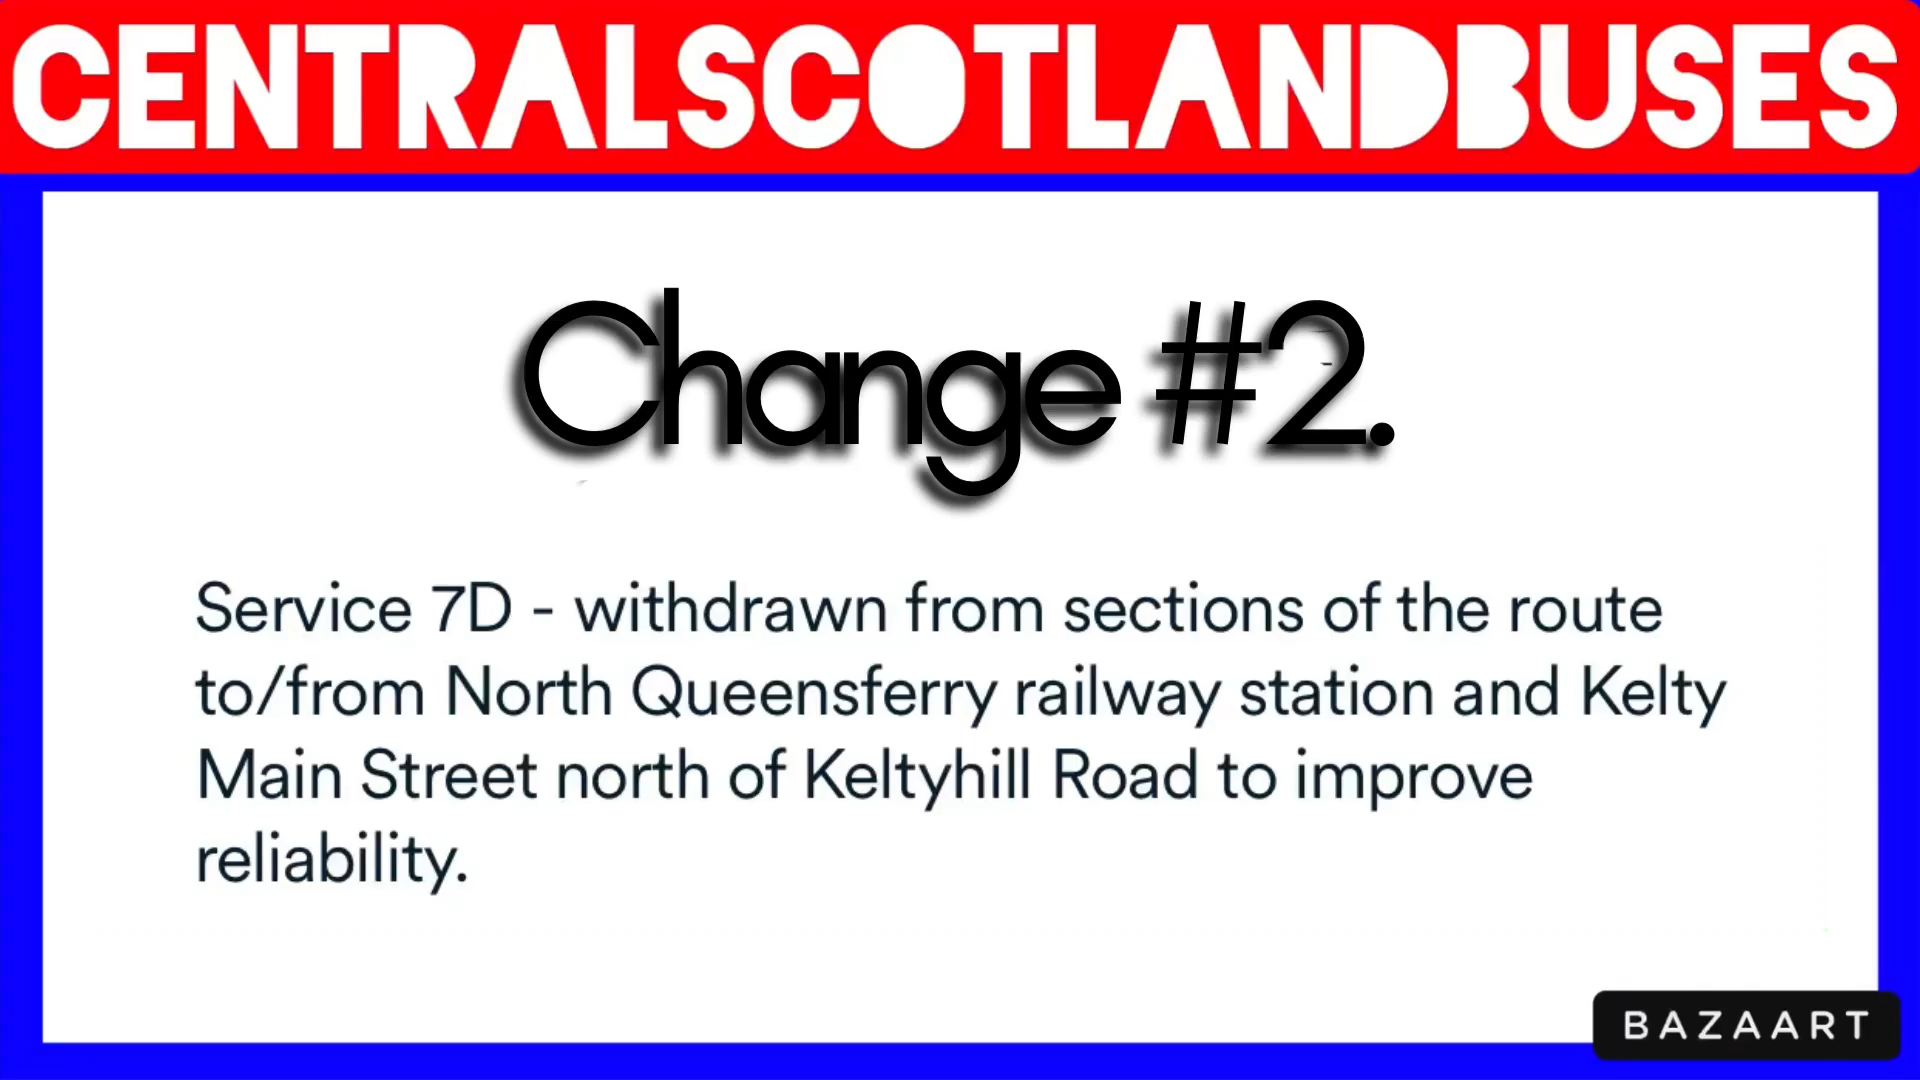 CENTRALSCOTLANDBUSES
Change #2.
Service 7D - withdrawn from sections of the route
to/from North Queensferry railway station and Kelty
Main Street north of Keltyhill Road to improve
reliability.
BAZAART